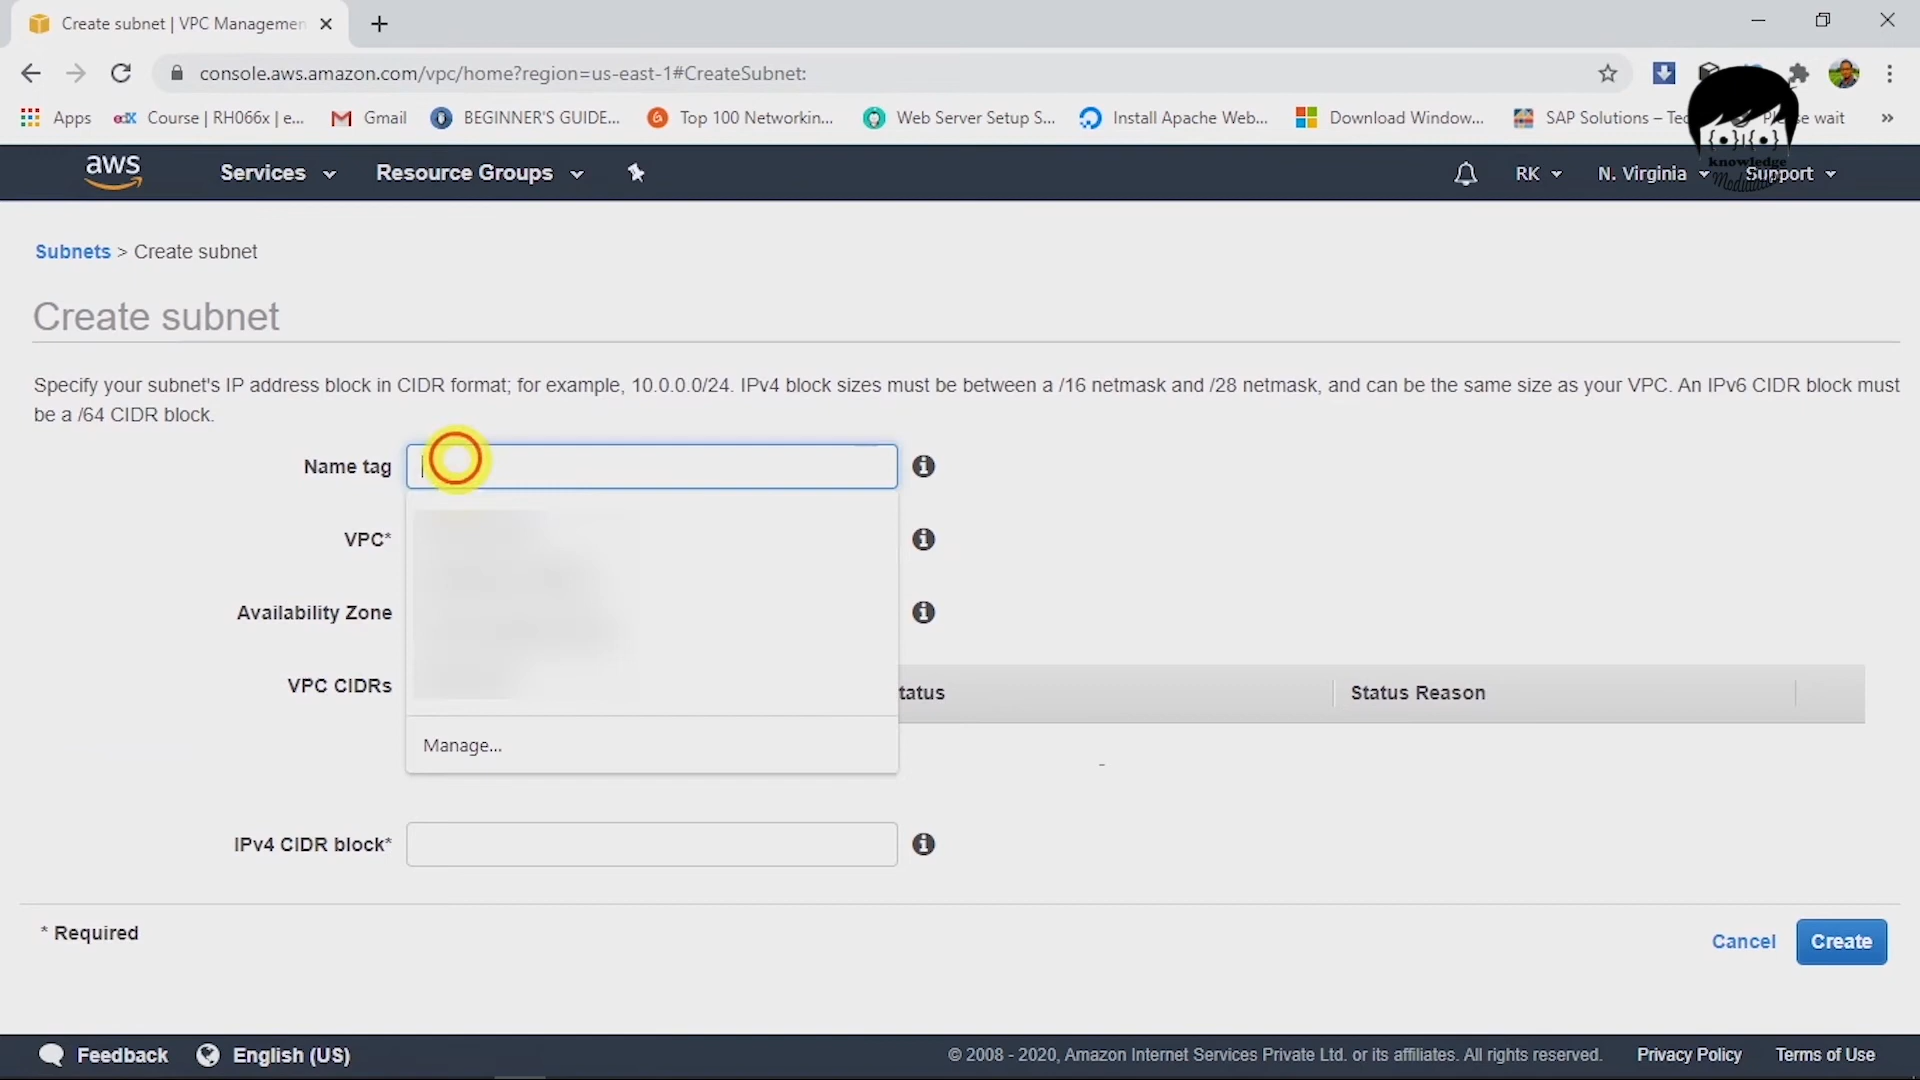 Create subnet | VPC Managemen
console.aws.amazon.com/vpc/home?region=us-east-1#CreateSubnet:
Apps edX Course | RH066x | e... Gmail BEGINNER'S GUIDE... Top 100 Networkin... Web Server Setup S... Install Apache Web... Download Window... SAP Solutions – Tec wait »
aws Services Resource Groups RK N. Virginia Support
{•}|{•}
knowledge
Subnets > Create subnet
Create subnet
Specify your subnet's IP address block in CIDR format; for example, 10.0.0.0/24. IPv4 block sizes must be between a /16 netmask and /28 netmask, and can be the same size as your VPC. An IPv6 CIDR block must
be a /64 CIDR block.
Name tag
VPC*
Availability Zone
VPC CIDRs tatus Status Reason
Manage...
-
IPv4 CIDR block*
* Required
Cancel Create
Feedback English (US) © 2008 - 2020, Amazon Internet Services Private Ltd. or its affiliates. All rights reserved. Privacy Policy Terms of Use